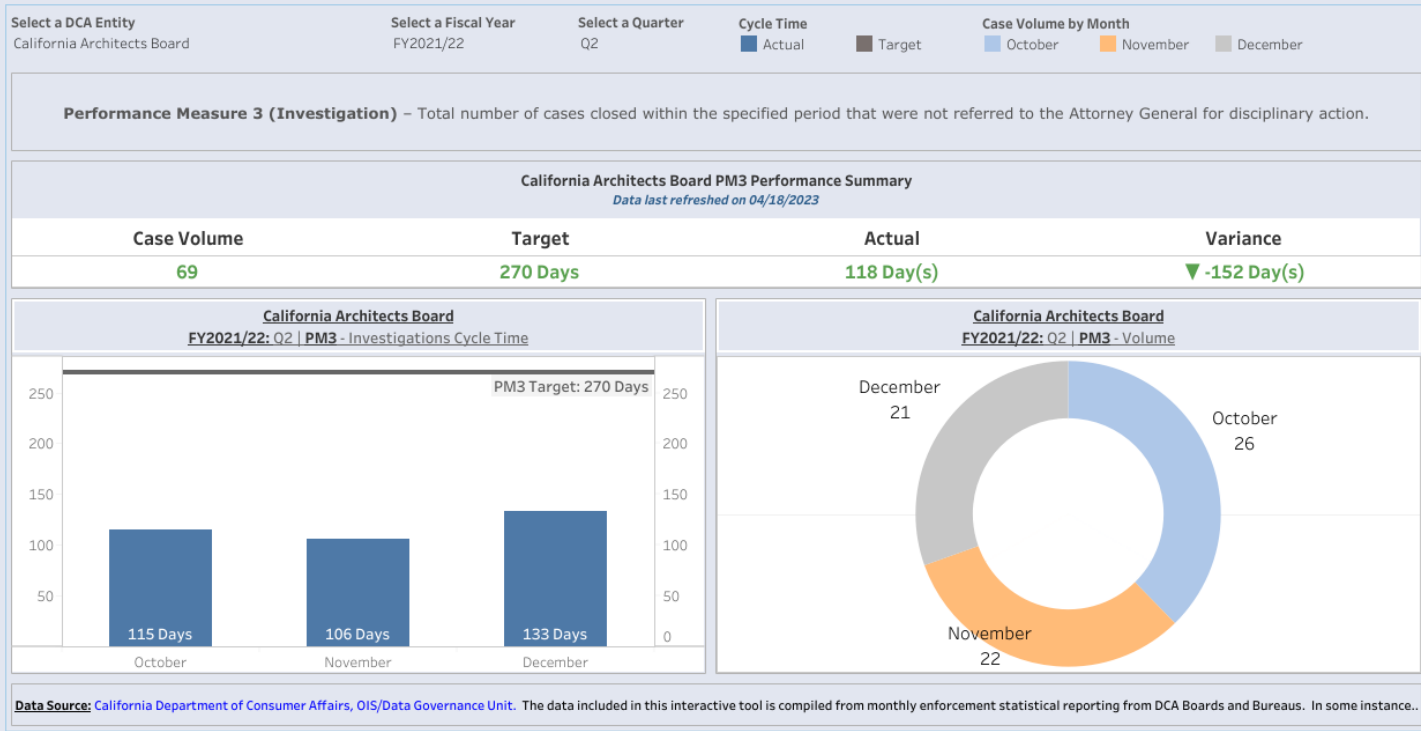 Select a DCA Entity
California Architects Board
Select a Fiscal Year
FY2021/22
Select a Quarter
Q2
Cycle Time
Actual
Target
Case Volume by Month
October
November
December
Performance Measure 3 (Investigation) – Total number of cases closed within the specified period that were not referred to the Attorney General for disciplinary action.
California Architects Board PM3 Performance Summary
Data last refreshed on 04/18/2023
Case Volume Target Actual Variance
69 270 Days 118 Day(s) ▼ -152 Day(s)
California Architects Board
FY2021/22: Q2 | PM3 - Investigations Cycle Time
PM3 Target: 270 Days
250 250
200 200
150 150
100 100
50 50
0
115 Days 106 Days 133 Days
October November December
California Architects Board
FY2021/22: Q2 | PM3 - Volume
December
21
October
26
November
22
Data Source: California Department of Consumer Affairs, OIS/Data Governance Unit. The data included in this interactive tool is compiled from monthly enforcement statistical reporting from DCA Boards and Bureaus. In some instance..